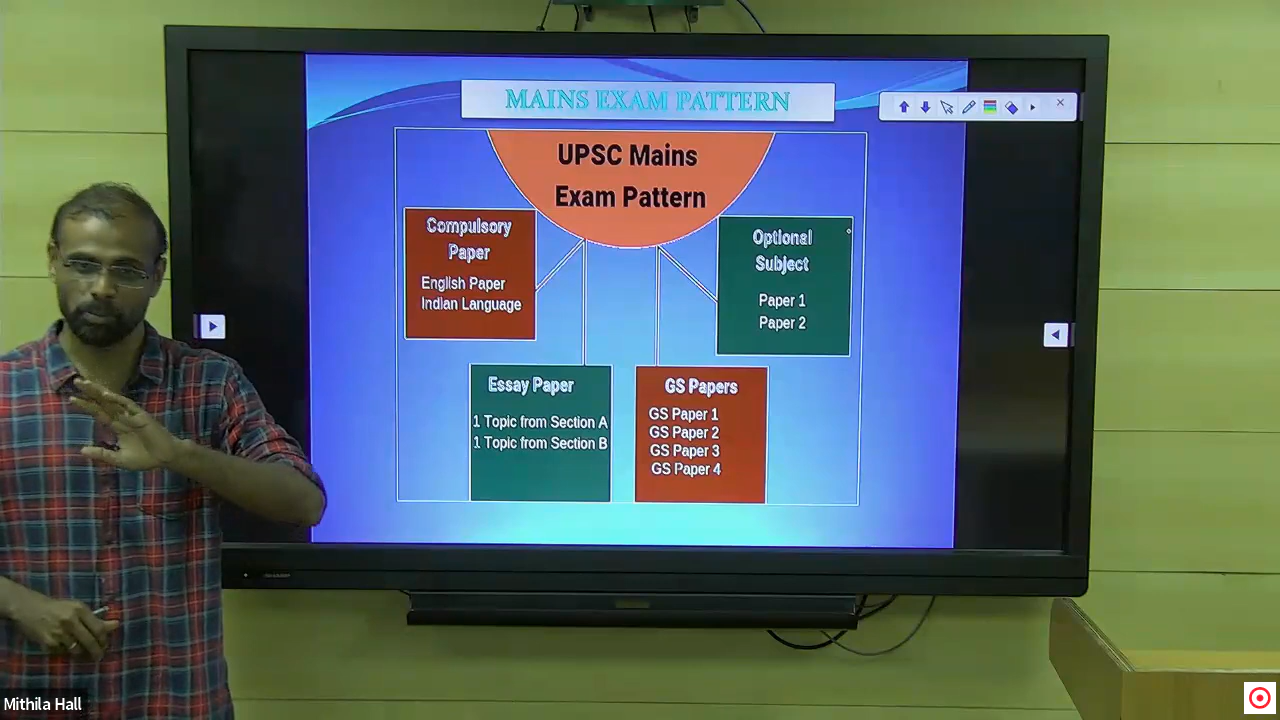 MAINS EXAM PATTERN
UPSC Mains
Exam Pattern
Compulsory
Paper
English Paper
Indian Language
Optional
Subject
Paper 1
Paper 2
Essay Paper
1 Topic from Section A
1 Topic from Section B
GS Papers
GS Paper 1
GS Paper 2
GS Paper 3
GS Paper 4
Mithila Hall